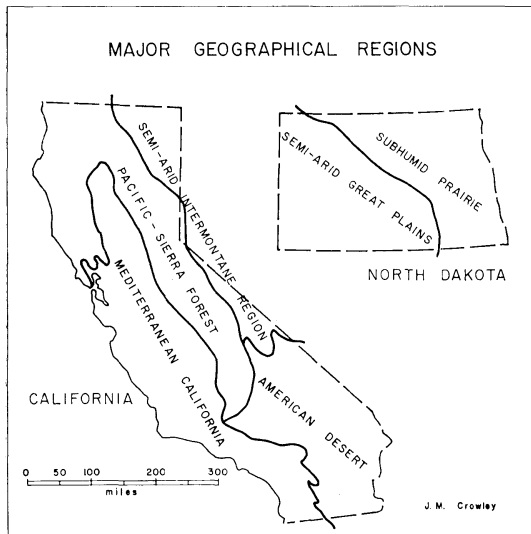 MAJOR GEOGRAPHICAL REGIONS
SEMI-ARID INTERMONTANE REGION
PACIFIC-SIERRA FOREST
MEDITERRANEAN CALIFORNIA
AMERICAN DESERT
CALIFORNIA
SUBHUMID PRAIRIE
SEMI-ARID GREAT PLAINS
NORTH DAKOTA
0 50 100 200 300
miles
J. M. Crowley